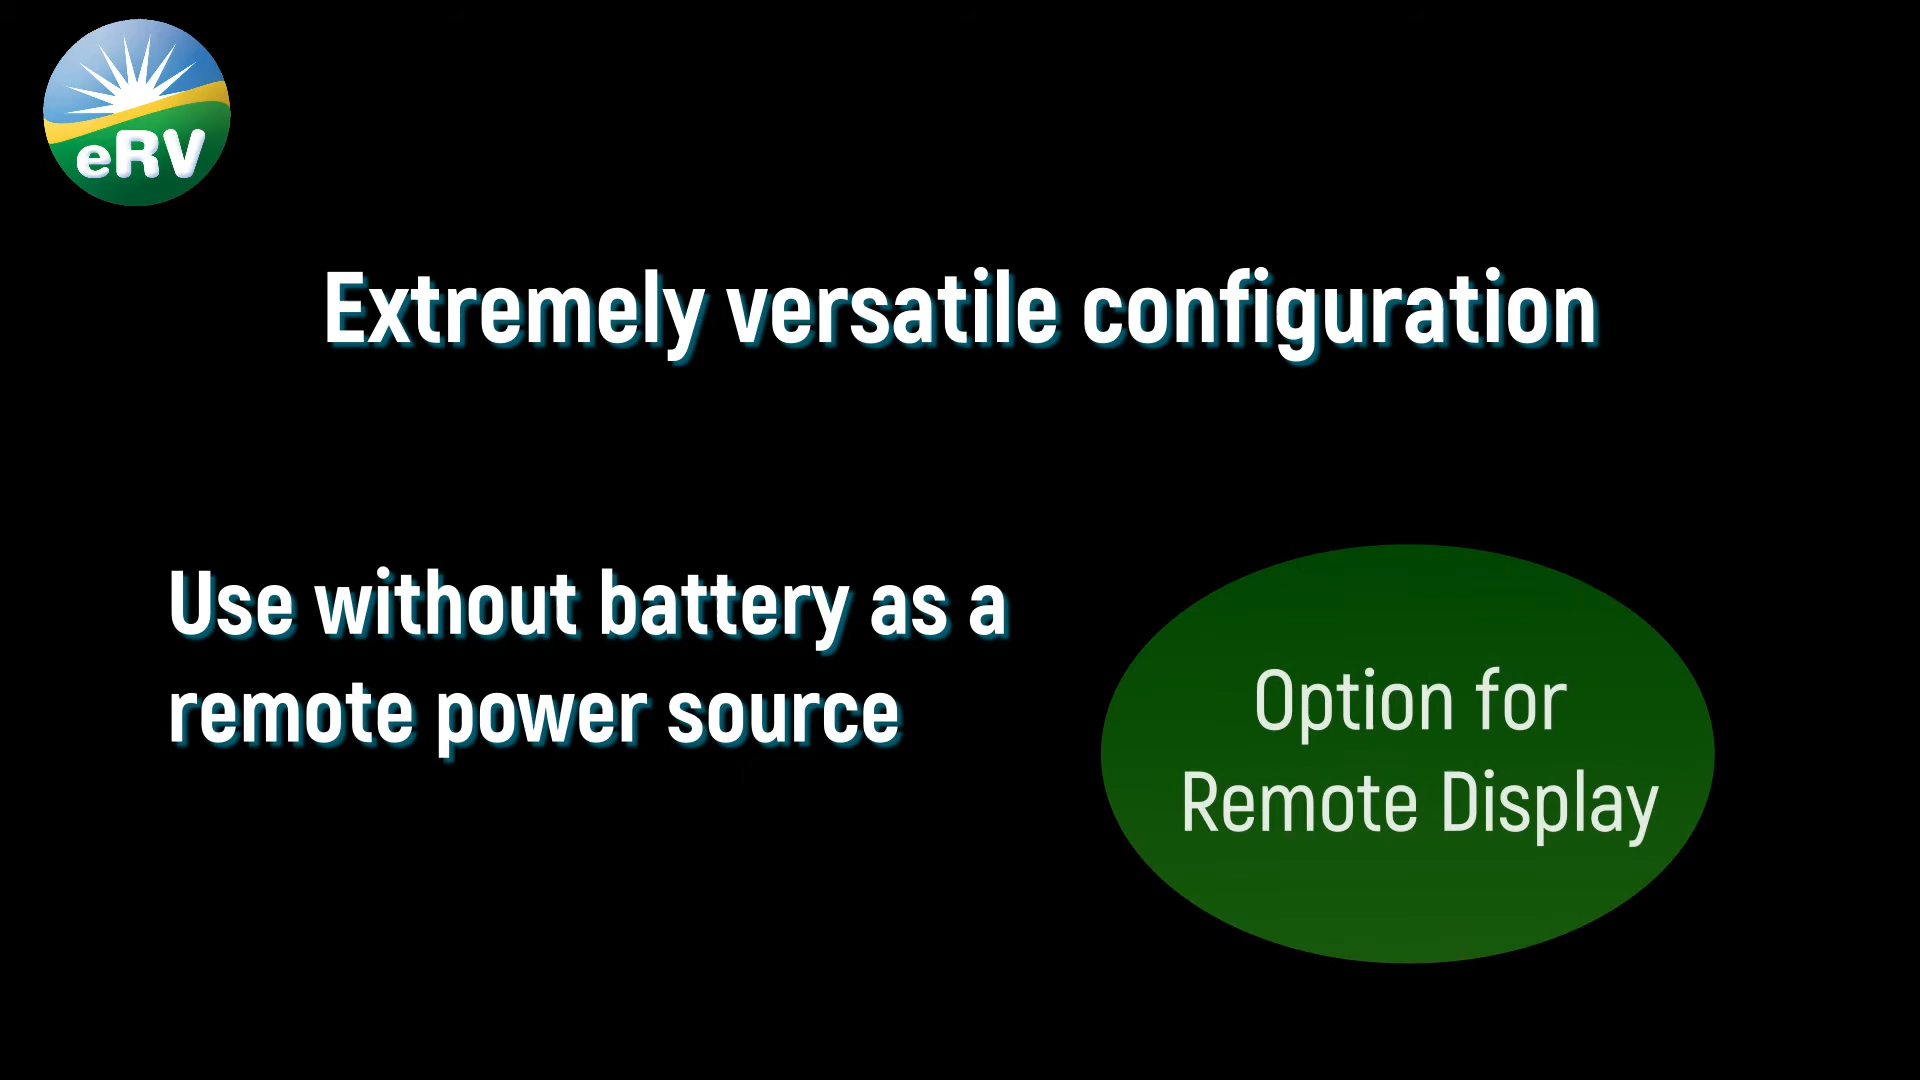 eRV
Extremely versatile configuration
Use without battery as a
remote power source
Option for
Remote Display